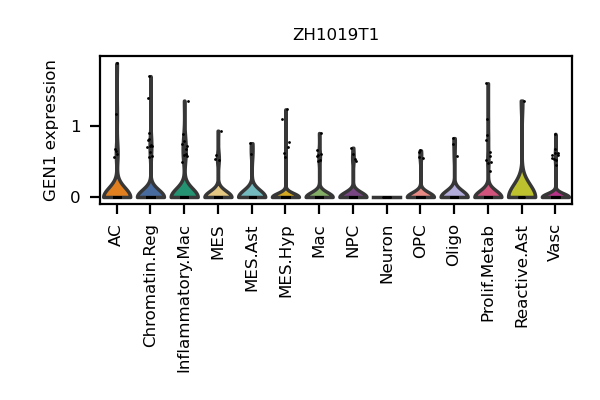 ZH1019T1
GEN1 expression
1
0
AC
Chromatin.Reg
Inflammatory.Mac
MES
MES.Ast
MES.Hyp
Mac
NPC
Neuron
OPC
Oligo
Prolif.Metab
Reactive.Ast
Vasc